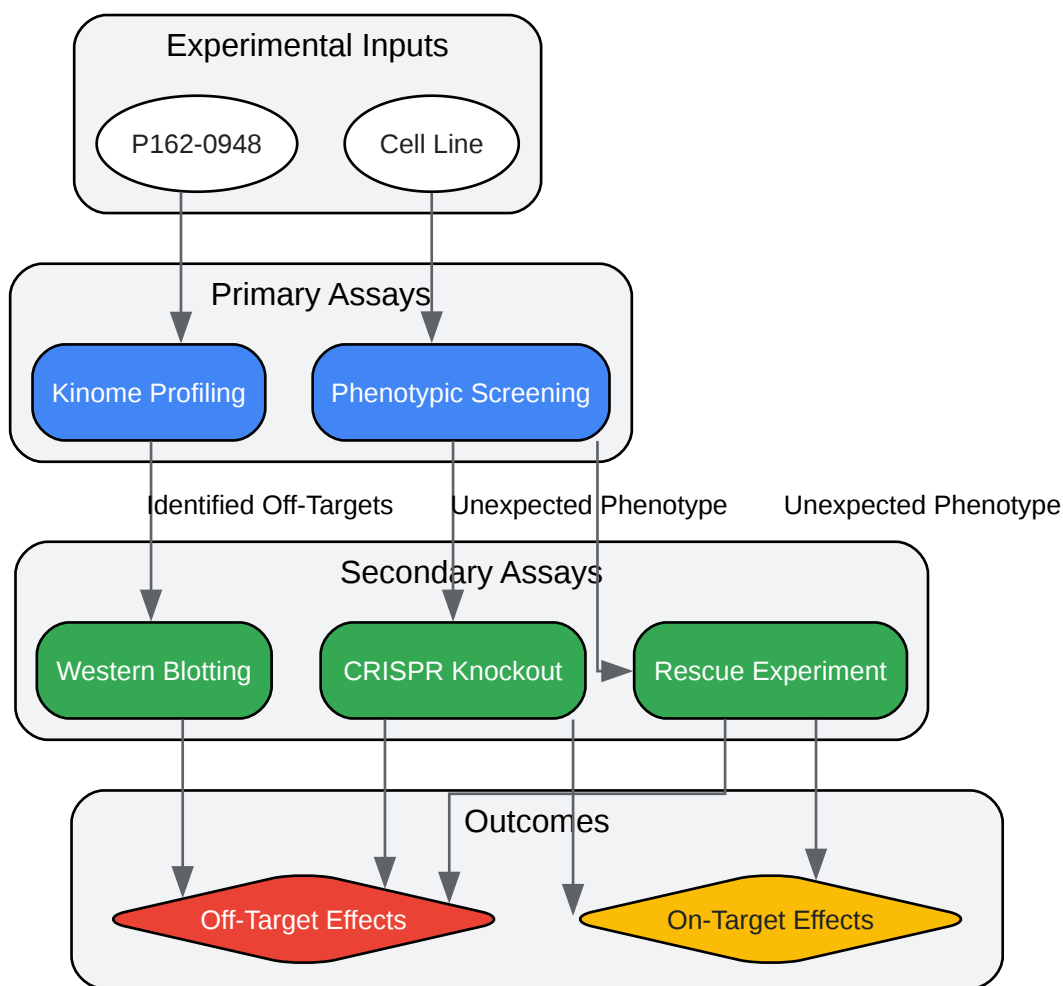 Experimental Inputs
P162-0948
Cell Line
Primary Assays
Kinome Profiling
Phenotypic Screening
Identified Off-Targets
Unexpected Phenotype
Unexpected Phenotype
Secondary Assays
Western Blotting
CRISPR Knockout
Rescue Experiment
Outcomes
Off-Target Effects
On-Target Effects